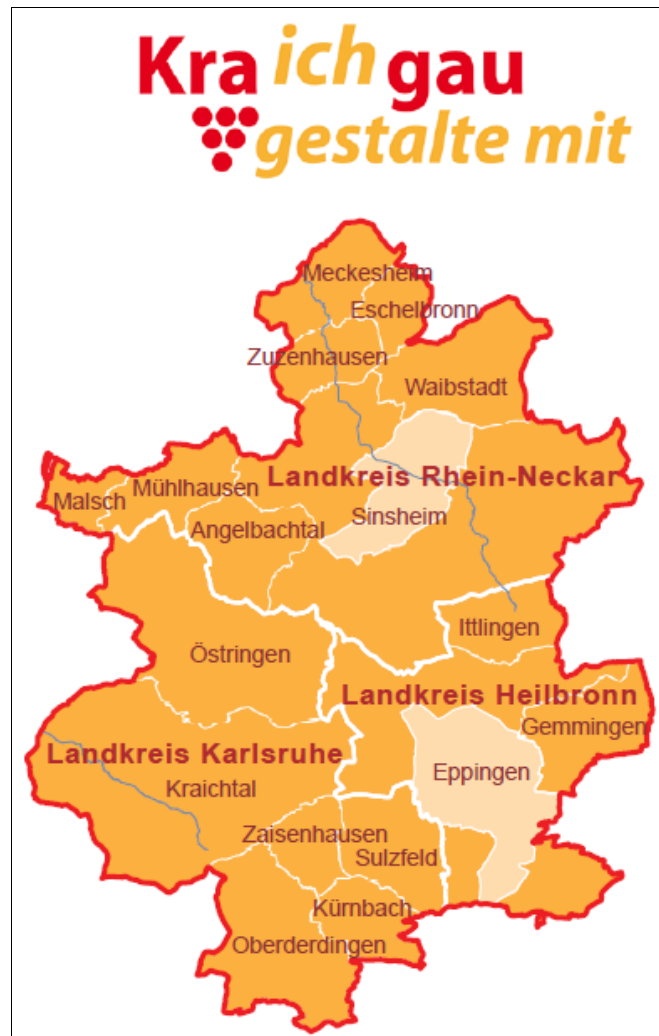 Kraichgau
gestalte mit
Meckesheim
Eschelbronn
Zuzenhausen
Waibstadt
Landkreis Rhein-Neckar
Mühlhausen
Malsch
Sinsheim
Angelbachtal
Ittlingen
Östringen
Landkreis Heilbronn
Gemmingen
Landkreis Karlsruhe
Eppingen
Kraichtal
Zaisenhausen
Sulzfeld
Kürnbach
Oberderdingen